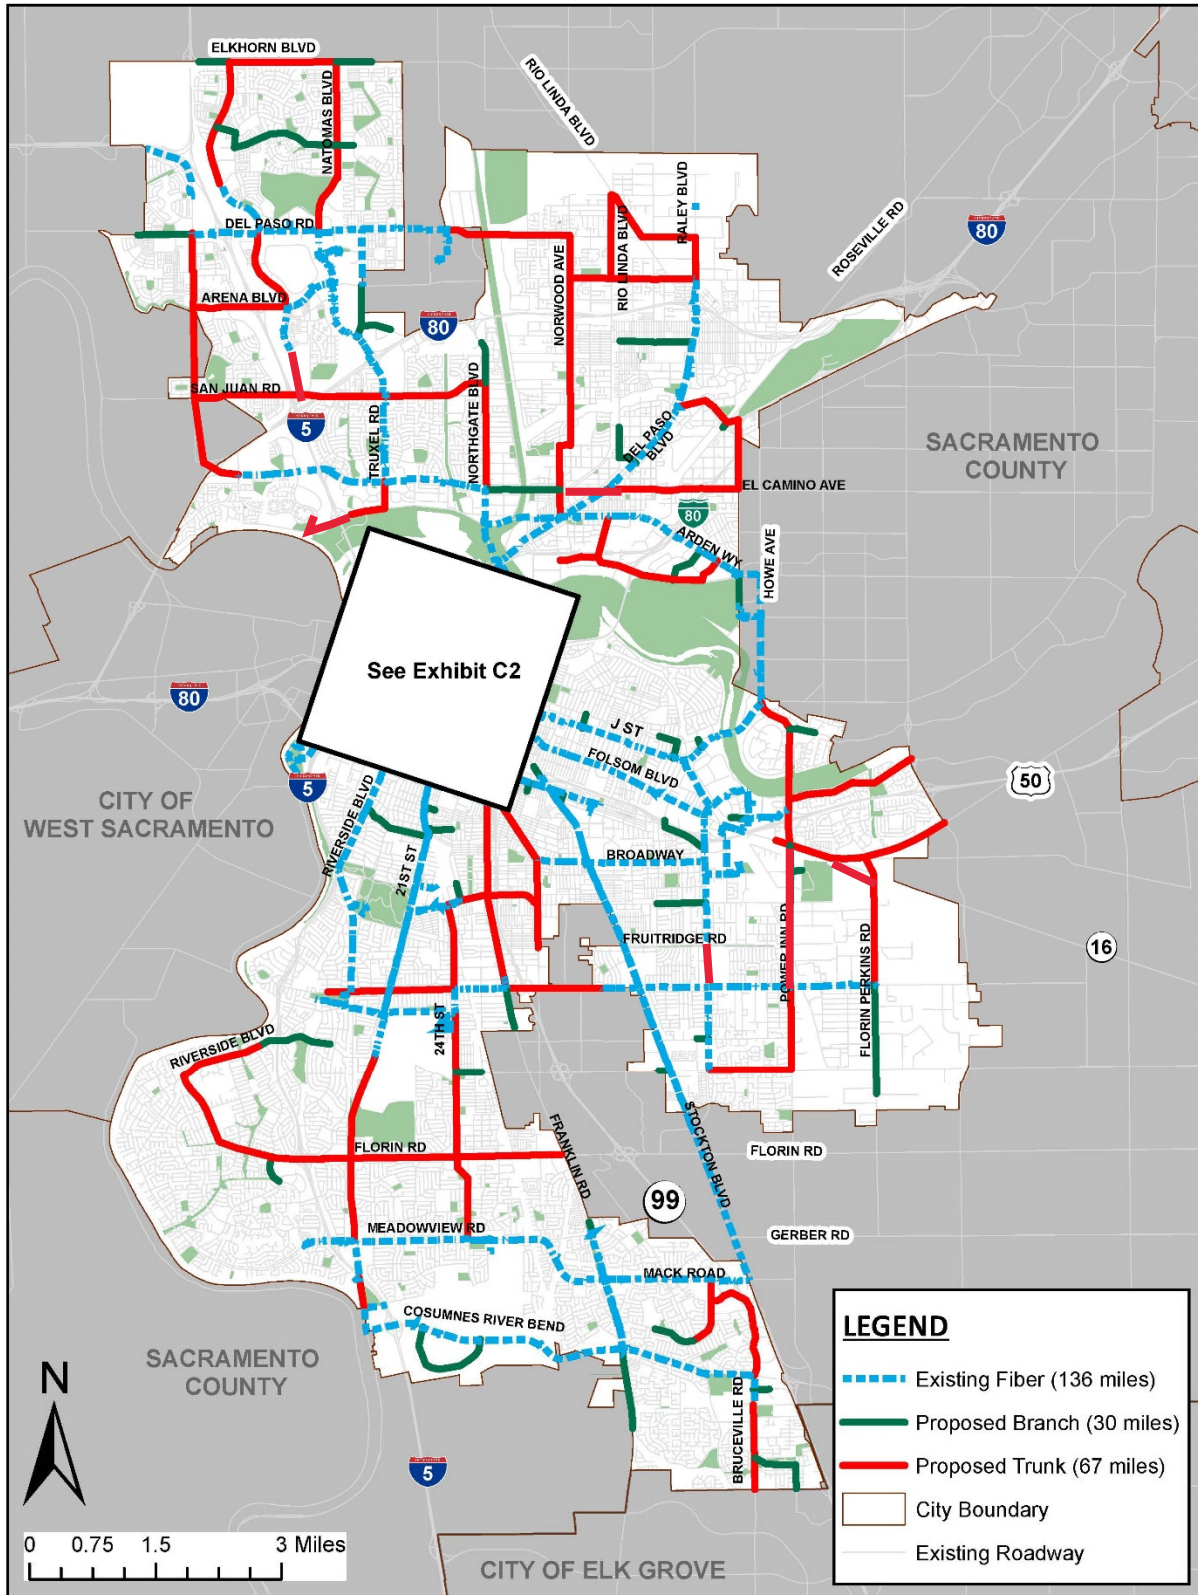 ELKHORN BLVD
NATOMAS BLVD
RIO LINDA BLVD
RALEY BLVD
ROSEVILLE RD
80
DEL PASO RD
RIO LINDA BLVD
NORWOOD AVE
ARENA BLVD
80
SAN JUAN RD
5
TRUXEL RD
NORTHGATE BLVD
DEL PASO
BLVD
SACRAMENTO
COUNTY
EL CAMINO AVE
80
ARDEN WY
HOWE AVE
See Exhibit C2
80
J ST
FOLSOM BLVD
5
50
CITY OF
WEST SACRAMENTO
RIVERSIDE BLVD
21ST ST
BROADWAY
FRUITRIDGE RD
POWER INN RD
FLORIN PERKINS RD
16
24TH ST
RIVERSIDE BLVD
FRANKLIN RD
STOCKTON BLVD
FLORIN RD
FLORIN RD
99
MEADOWVIEW RD
GERBER RD
MACK ROAD
COSUMNES RIVER BEND
SACRAMENTO
COUNTY
BRUCEVILLE RD
5
N
0 0.75 1.5 3 Miles
CITY OF ELK GROVE
LEGEND
Existing Fiber (136 miles)
Proposed Branch (30 miles)
Proposed Trunk (67 miles)
City Boundary
Existing Roadway